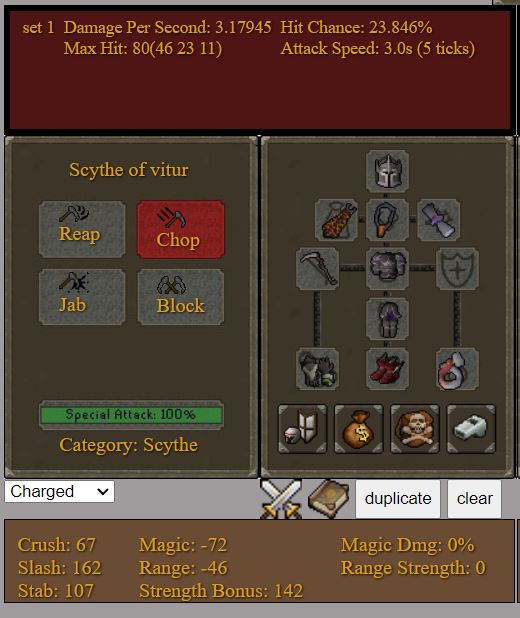 set 1 Damage Per Second: 3.17945 Hit Chance: 23.846%
Max Hit: 80(46 23 11) Attack Speed: 3.0s (5 ticks)
Scythe of vitur
Reap Chop
Jab Block
Special Attack: 100%
Category: Scythe
Charged duplicate clear
Crush: 67 Magic: -72 Magic Dmg: 0%
Slash: 162 Range: -46 Range Strength: 0
Stab: 107 Strength Bonus: 142